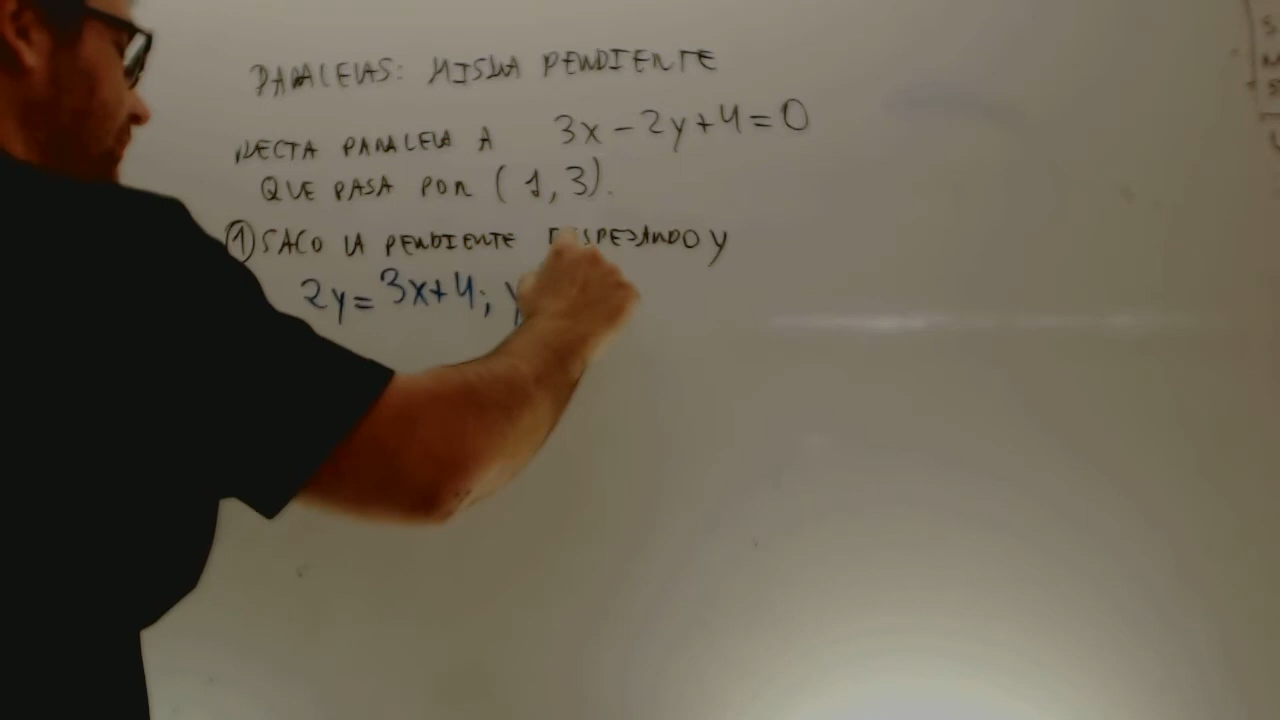 PARALELAS: MISMA PENDIENTE
RECTA PARALELA A 3x-2y+4=0
QUE PASA POR (1,3).
① SACO LA PENDIENTE DESPEJANDO y
2y=3x+4; y